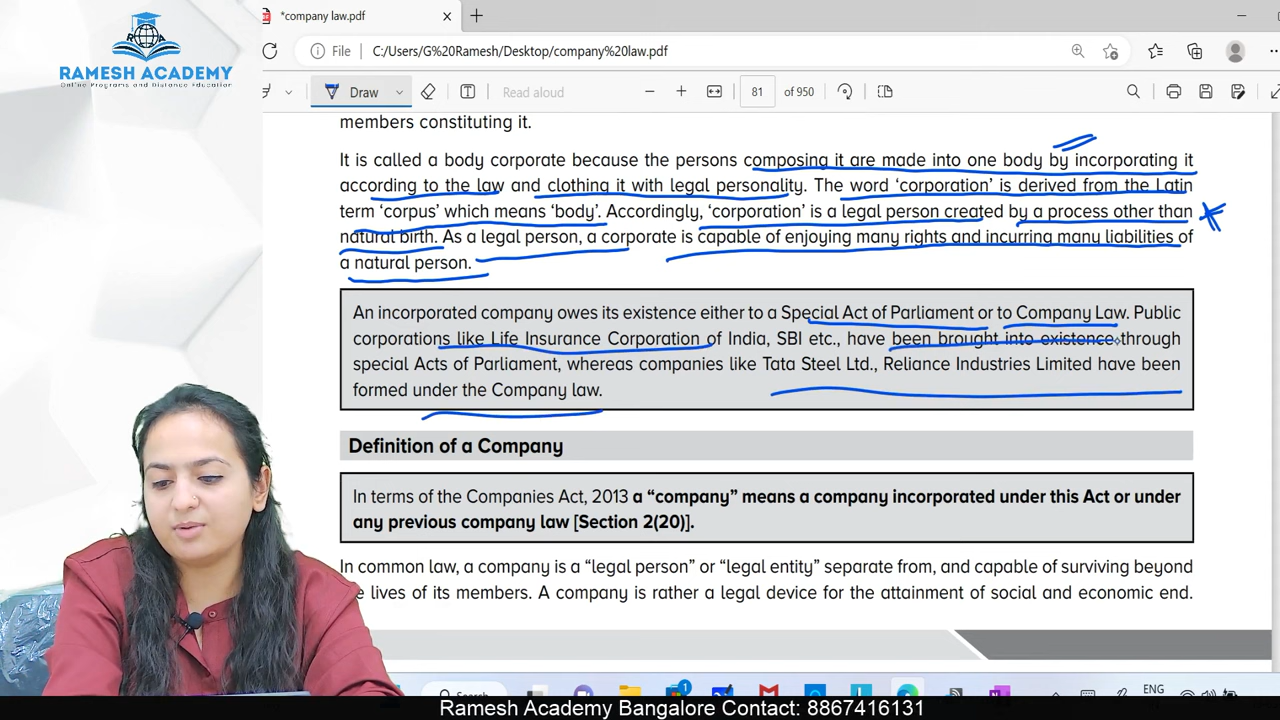 *company law.pdf
File
C:/Users/G%20Ramesh/Desktop/company%20law.pdf
RAMESH ACADEMY
Online Programs and Distance Education
Draw
Read aloud
81 of 950
members constituting it.
It is called a body corporate because the persons composing it are made into one body by incorporating it
according to the law and clothing it with legal personality. The word ‘corporation’ is derived from the Latin
term ‘corpus’ which means ‘body’. Accordingly, ‘corporation’ is a legal person created by a process other than
natural birth. As a legal person, a corporate is capable of enjoying many rights and incurring many liabilities of
a natural person.
An incorporated company owes its existence either to a Special Act of Parliament or to Company Law. Public
corporations like Life Insurance Corporation of India, SBI etc., have been brought into existence through
special Acts of Parliament, whereas companies like Tata Steel Ltd., Reliance Industries Limited have been
formed under the Company law.
Definition of a Company
In terms of the Companies Act, 2013 a “company” means a company incorporated under this Act or under
any previous company law [Section 2(20)].
In common law, a company is a “legal person” or “legal entity” separate from, and capable of surviving beyond
lives of its members. A company is rather a legal device for the attainment of social and economic end.
ENG
Ramesh Academy Bangalore Contact: 8867416131